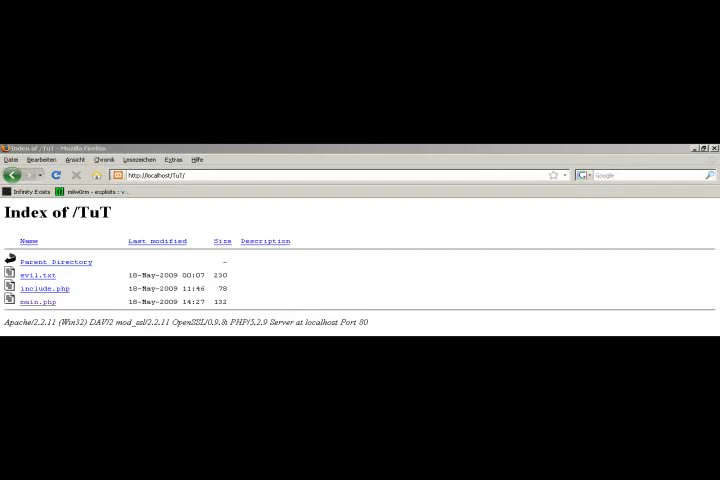 Index of /TuT - Mozilla Firefox
Datei Bearbeiten Ansicht Chronik Lesezeichen Extras Hilfe
http://localhost/TuT/ Google
Infinity Exists milw0rm - exploits : v...
Index of /TuT
Name Last modified Size Description
Parent Directory -
evil.txt 18-May-2009 00:07 230
include.php 18-May-2009 11:46 78
main.php 18-May-2009 14:27 132
Apache/2.2.11 (Win32) DAV/2 mod_ssl/2.2.11 OpenSSL/0.9.8i PHP/5.2.9 Server at localhost Port 80